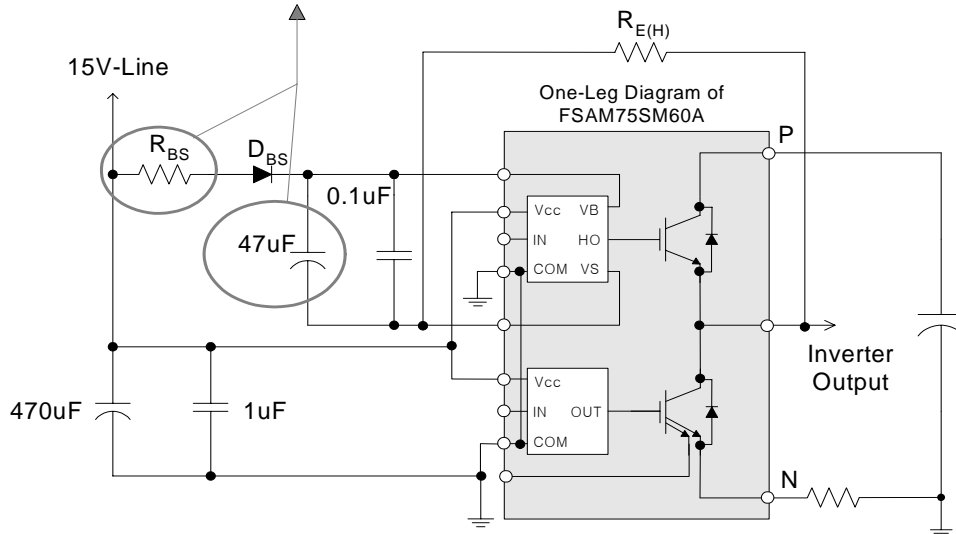 R_E(H)
15V-Line
One-Leg Diagram of
FSAM75SM60A
P
R_BS
D_BS
0.1uF
Vcc VB
47uF
IN HO
COM VS
Inverter
Output
Vcc
470uF
1uF
IN OUT
COM
N